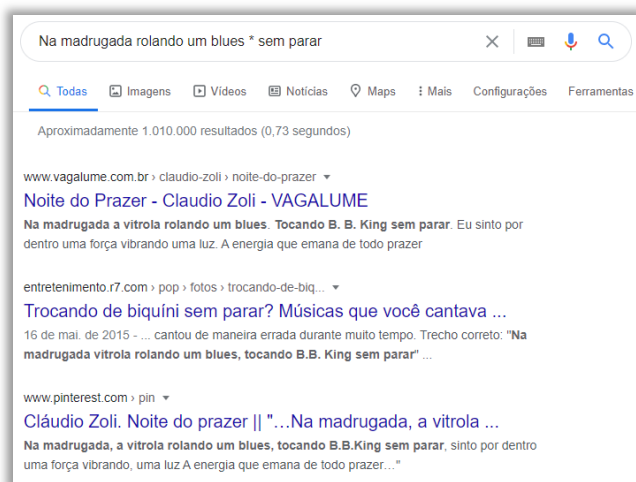 Na madrugada rolando um blues * sem parar
Todas Imagens Vídeos Notícias Maps Mais Configurações Ferramentas
Aproximadamente 1.010.000 resultados (0,73 segundos)
www.vagalume.com.br › claudio-zoli › noite-do-prazer
Noite do Prazer - Claudio Zoli - VAGALUME
Na madrugada a vitrola rolando um blues. Tocando B. B. King sem parar. Eu sinto por
dentro uma força vibrando uma luz. A energia que emana de todo prazer
entretenimento.r7.com › pop › fotos › trocando-de-biq...
Trocando de biquíni sem parar? Músicas que você cantava ...
16 de mai. de 2015 - ... cantou de maneira errada durante muito tempo. Trecho correto: "Na
madrugada vitrola rolando um blues, tocando B.B. King sem parar" ...
www.pinterest.com › pin
Cláudio Zoli. Noite do prazer || "…Na madrugada, a vitrola ...
Na madrugada, a vitrola rolando um blues, tocando B.B.King sem parar, sinto por dentro
uma força vibrando, uma luz A energia que emana de todo prazer…"